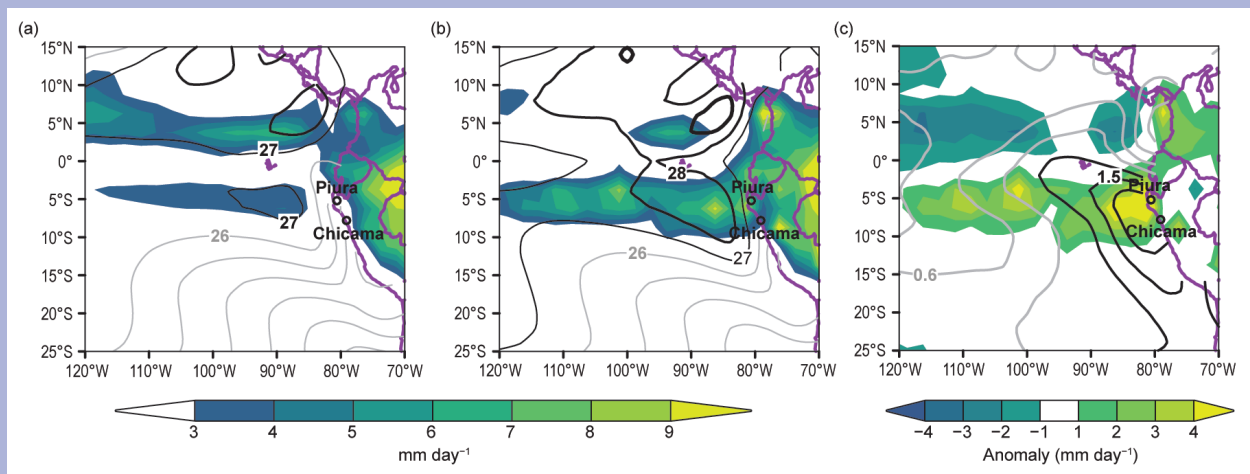 (a) (b) (c)
15°N 15°N 15°N
10°N 10°N 10°N
5°N 5°N 5°N
0° 0° 0°
5°S 5°S 5°S
10°S 10°S 10°S
15°S 15°S 15°S
20°S 20°S 20°S
25°S 25°S 25°S
27
Piura
27
Chicama
26
28
Piura
Chicama
27
26
1.5
Piura
Chicama
0.6
120°W 110°W 100°W 90°W 80°W 70°W
120°W 110°W 100°W 90°W 80°W 70°W
120°W 110°W 100°W 90°W 80°W 70°W
3 4 5 6 7 8 9
mm day⁻¹
−4 −3 −2 −1 1 2 3 4
Anomaly (mm day⁻¹)